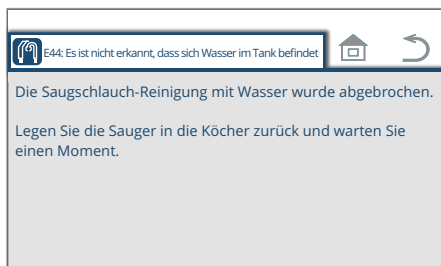 E44: Es ist nicht erkannt, dass sich Wasser im Tank befindet
Die Saugschlauch-Reinigung mit Wasser wurde abgebrochen.
Legen Sie die Sauger in die Köcher zurück und warten Sie
einen Moment.